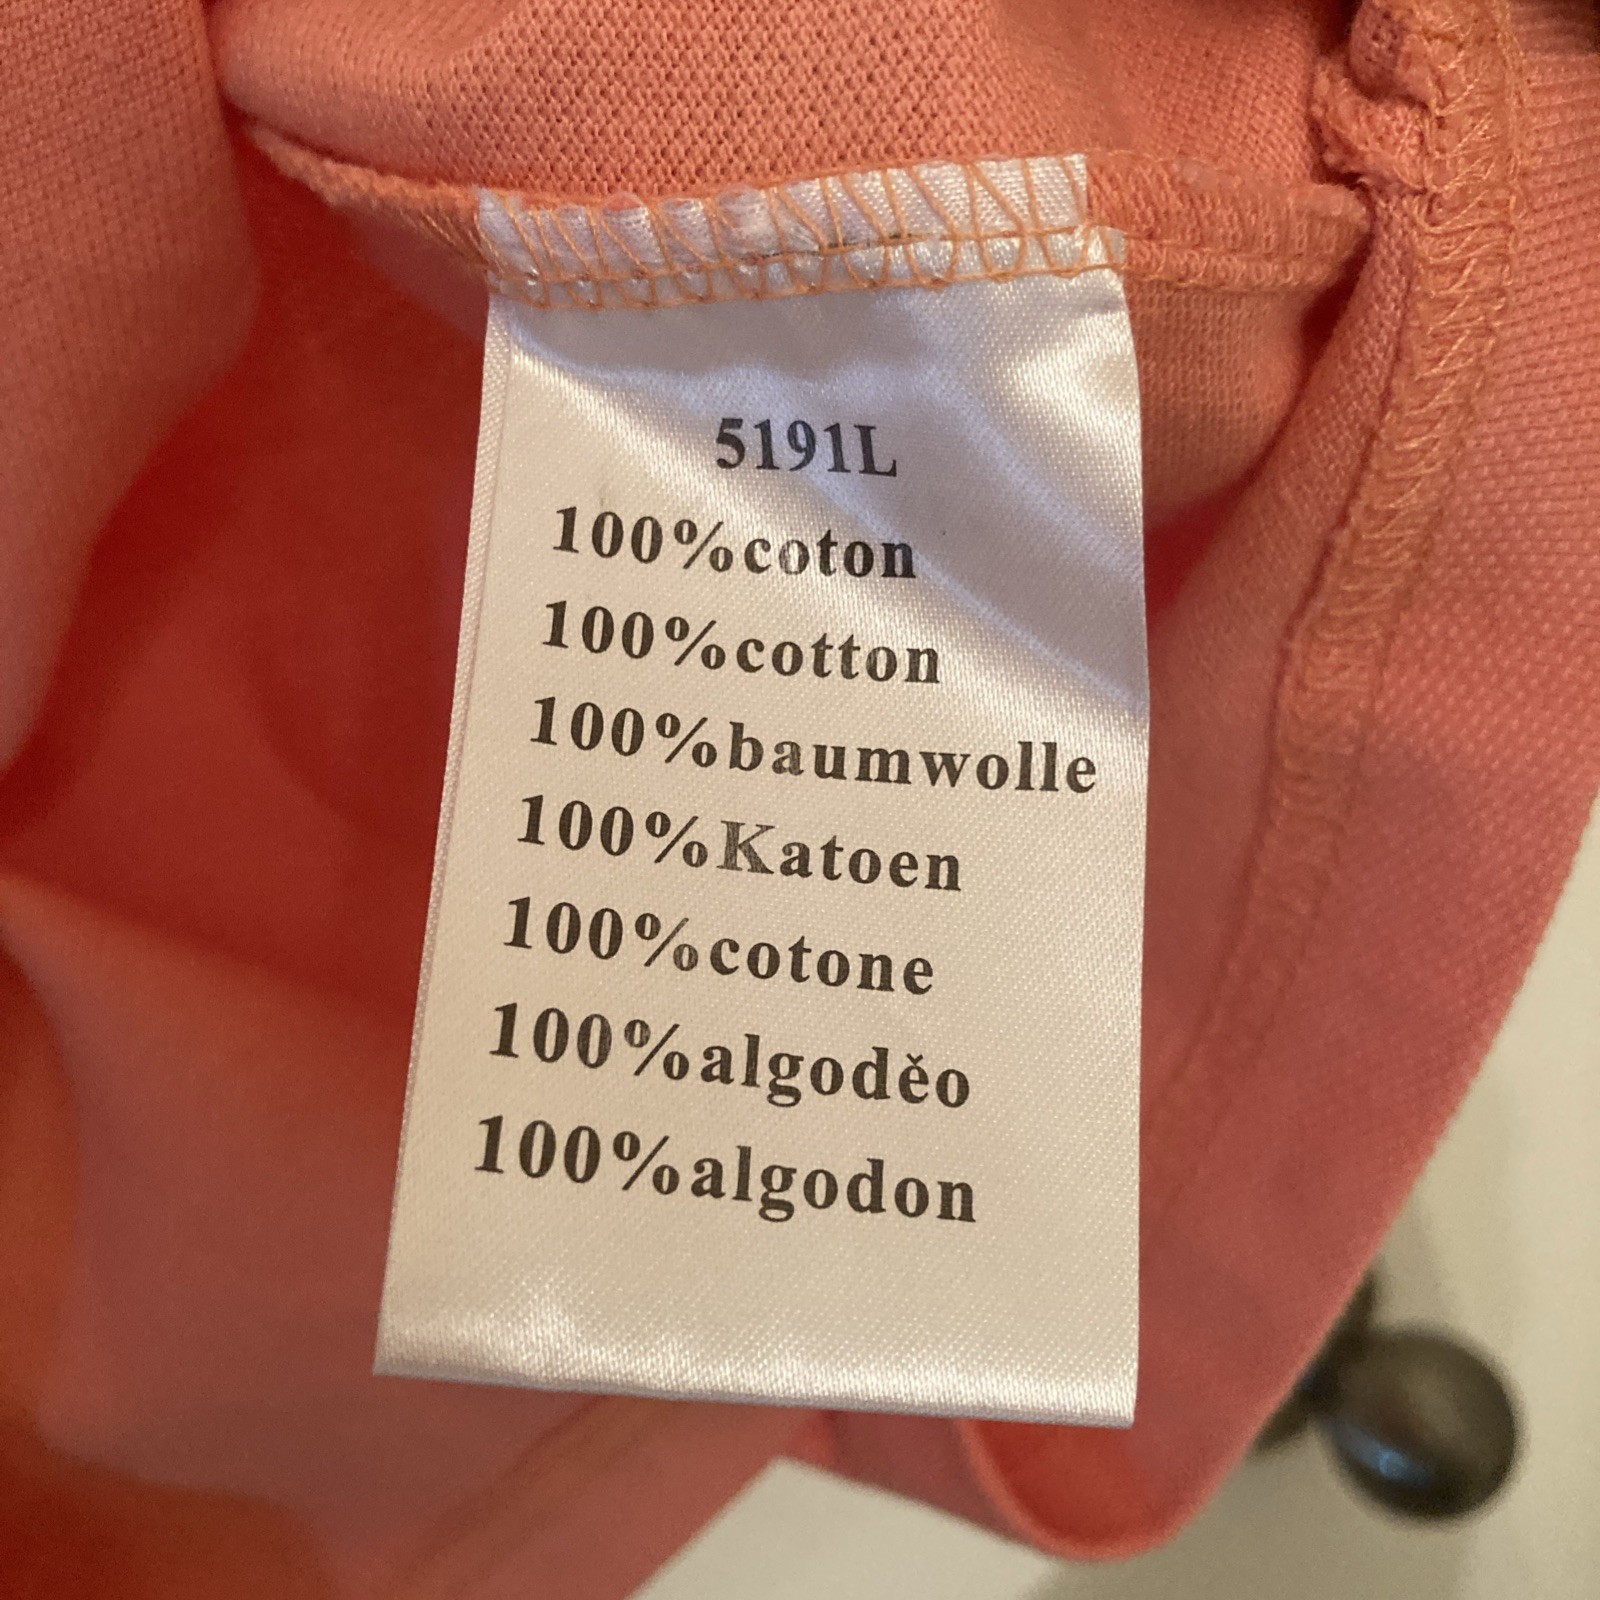 5191L
100%coton
100%cotton
100%baumwolle
100%Katoen
100%cotone
100%algoděo
100%algodon